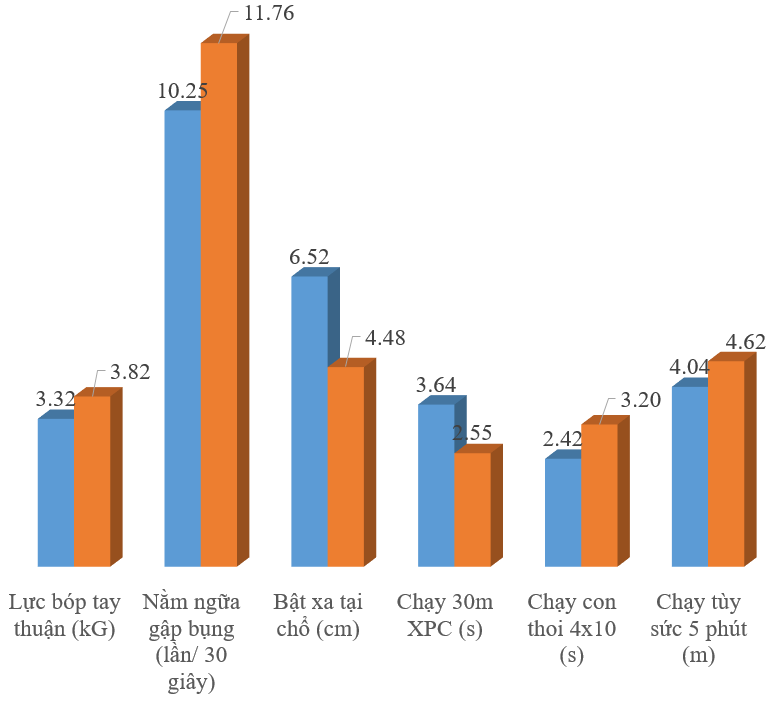 11.76
10.25
6.52
4.48
4.62
4.04
3.82
3.32
3.64
2.55
3.20
2.42
Lực bóp tay
thuận (kG)
Nằm ngữa
gập bụng
(lần/ 30
giây)
Bật xa tại
chổ (cm)
Chạy 30m
XPC (s)
Chạy con
thoi 4x10
(s)
Chạy tùy
sức 5 phút
(m)